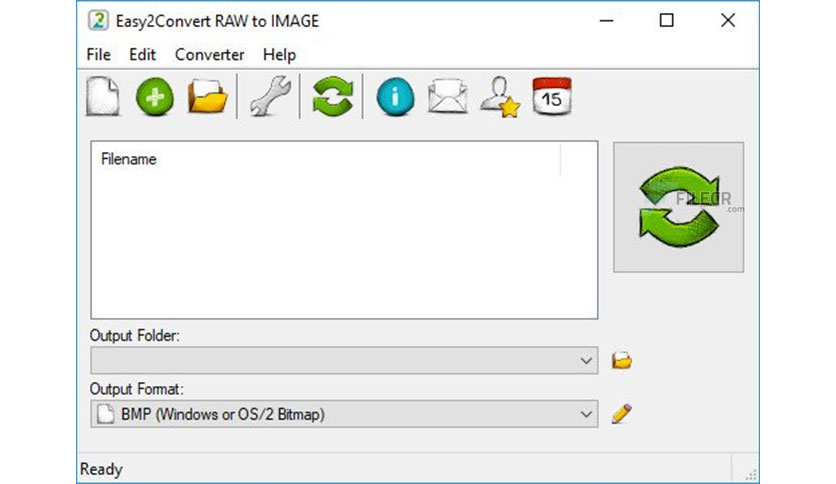 2 Easy2Convert RAW to IMAGE
File Edit Converter Help
15
Filename
FILECR
.com
Output Folder:
Output Format:
BMP (Windows or OS/2 Bitmap)
Ready